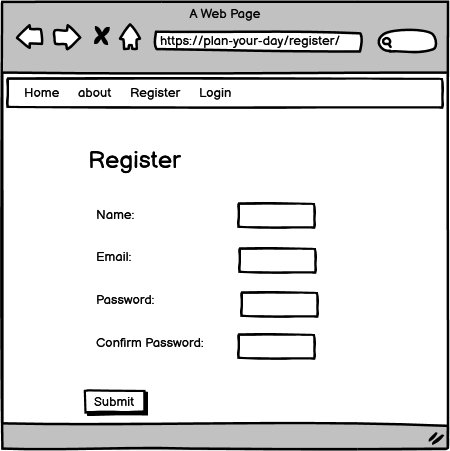 A Web Page
https://plan-your-day/register/
Home about Register Login
Register
Name:
Email:
Password:
Confirm Password:
Submit